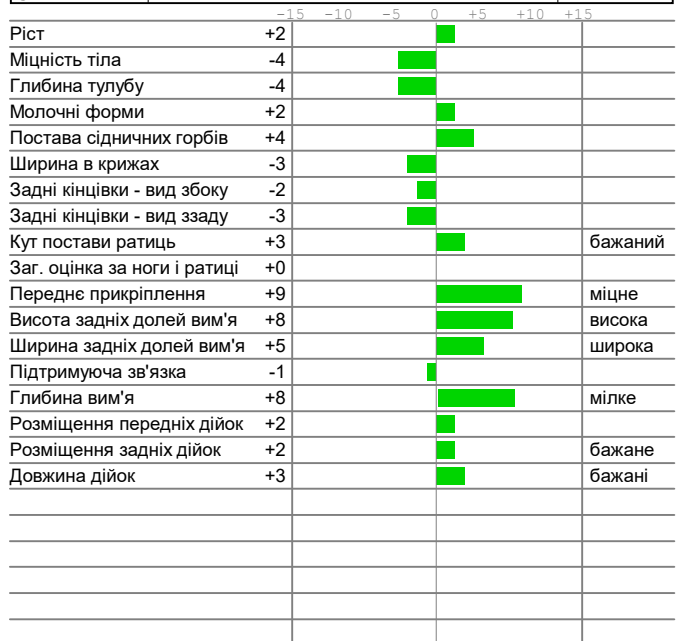 -15 -10 -5 0 +5 +10 +15
Ріст +2
Міцність тіла -4
Глибина тулубу -4
Молочні форми +2
Постава сідничних горбів +4
Ширина в крижах -3
Задні кінцівки - вид збоку -2
Задні кінцівки - вид ззаду -3
Кут постави ратиць +3 бажаний
Заг. оцінка за ноги і ратиці +0
Переднє прикріплення +9 міцне
Висота задніх долей вим'я +8 висока
Ширина задніх долей вим'я +5 широка
Підтримуюча зв'язка -1
Глибина вим'я +8 мілке
Розміщення передніх дійок +2
Розміщення задніх дійок +2 бажане
Довжина дійок +3 бажані